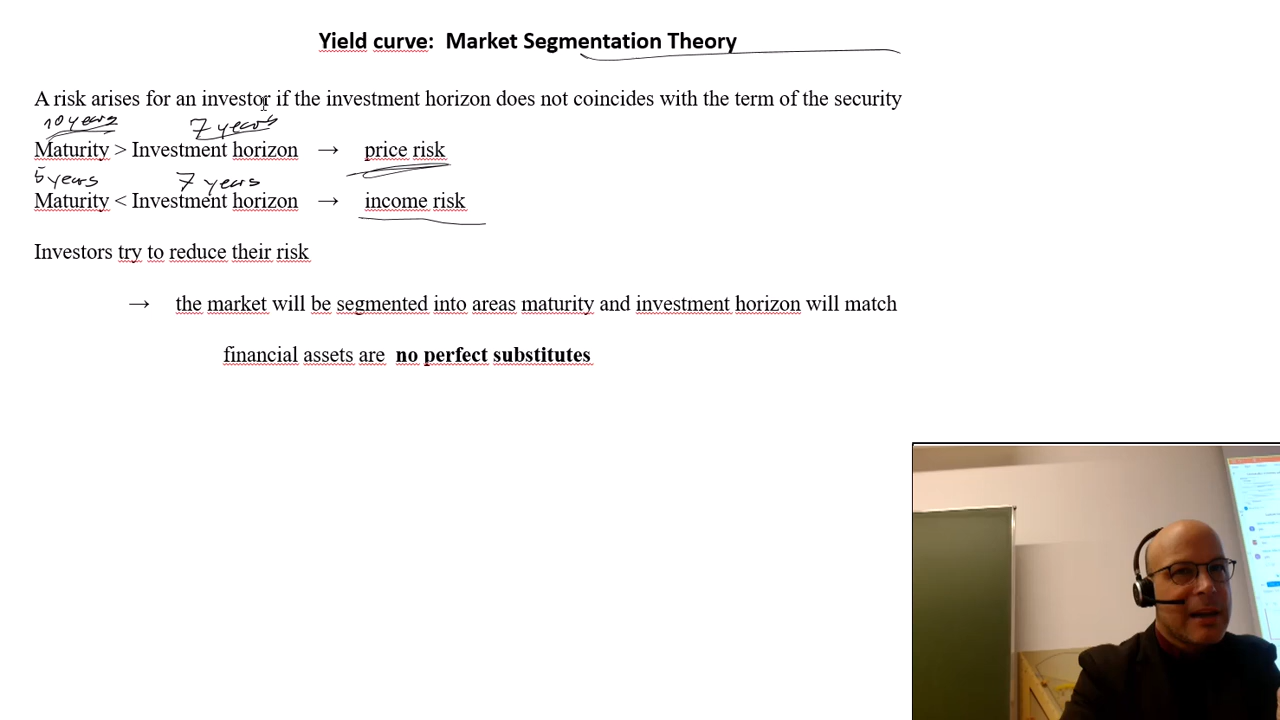 Yield curve: Market Segmentation Theory
A risk arises for an investor if the investment horizon does not coincides with the term of the security
10 years 7 years
Maturity > Investment horizon → price risk
5 years 7 years
Maturity < Investment horizon → income risk
Investors try to reduce their risk
→ the market will be segmented into areas maturity and investment horizon will match
financial assets are no perfect substitutes